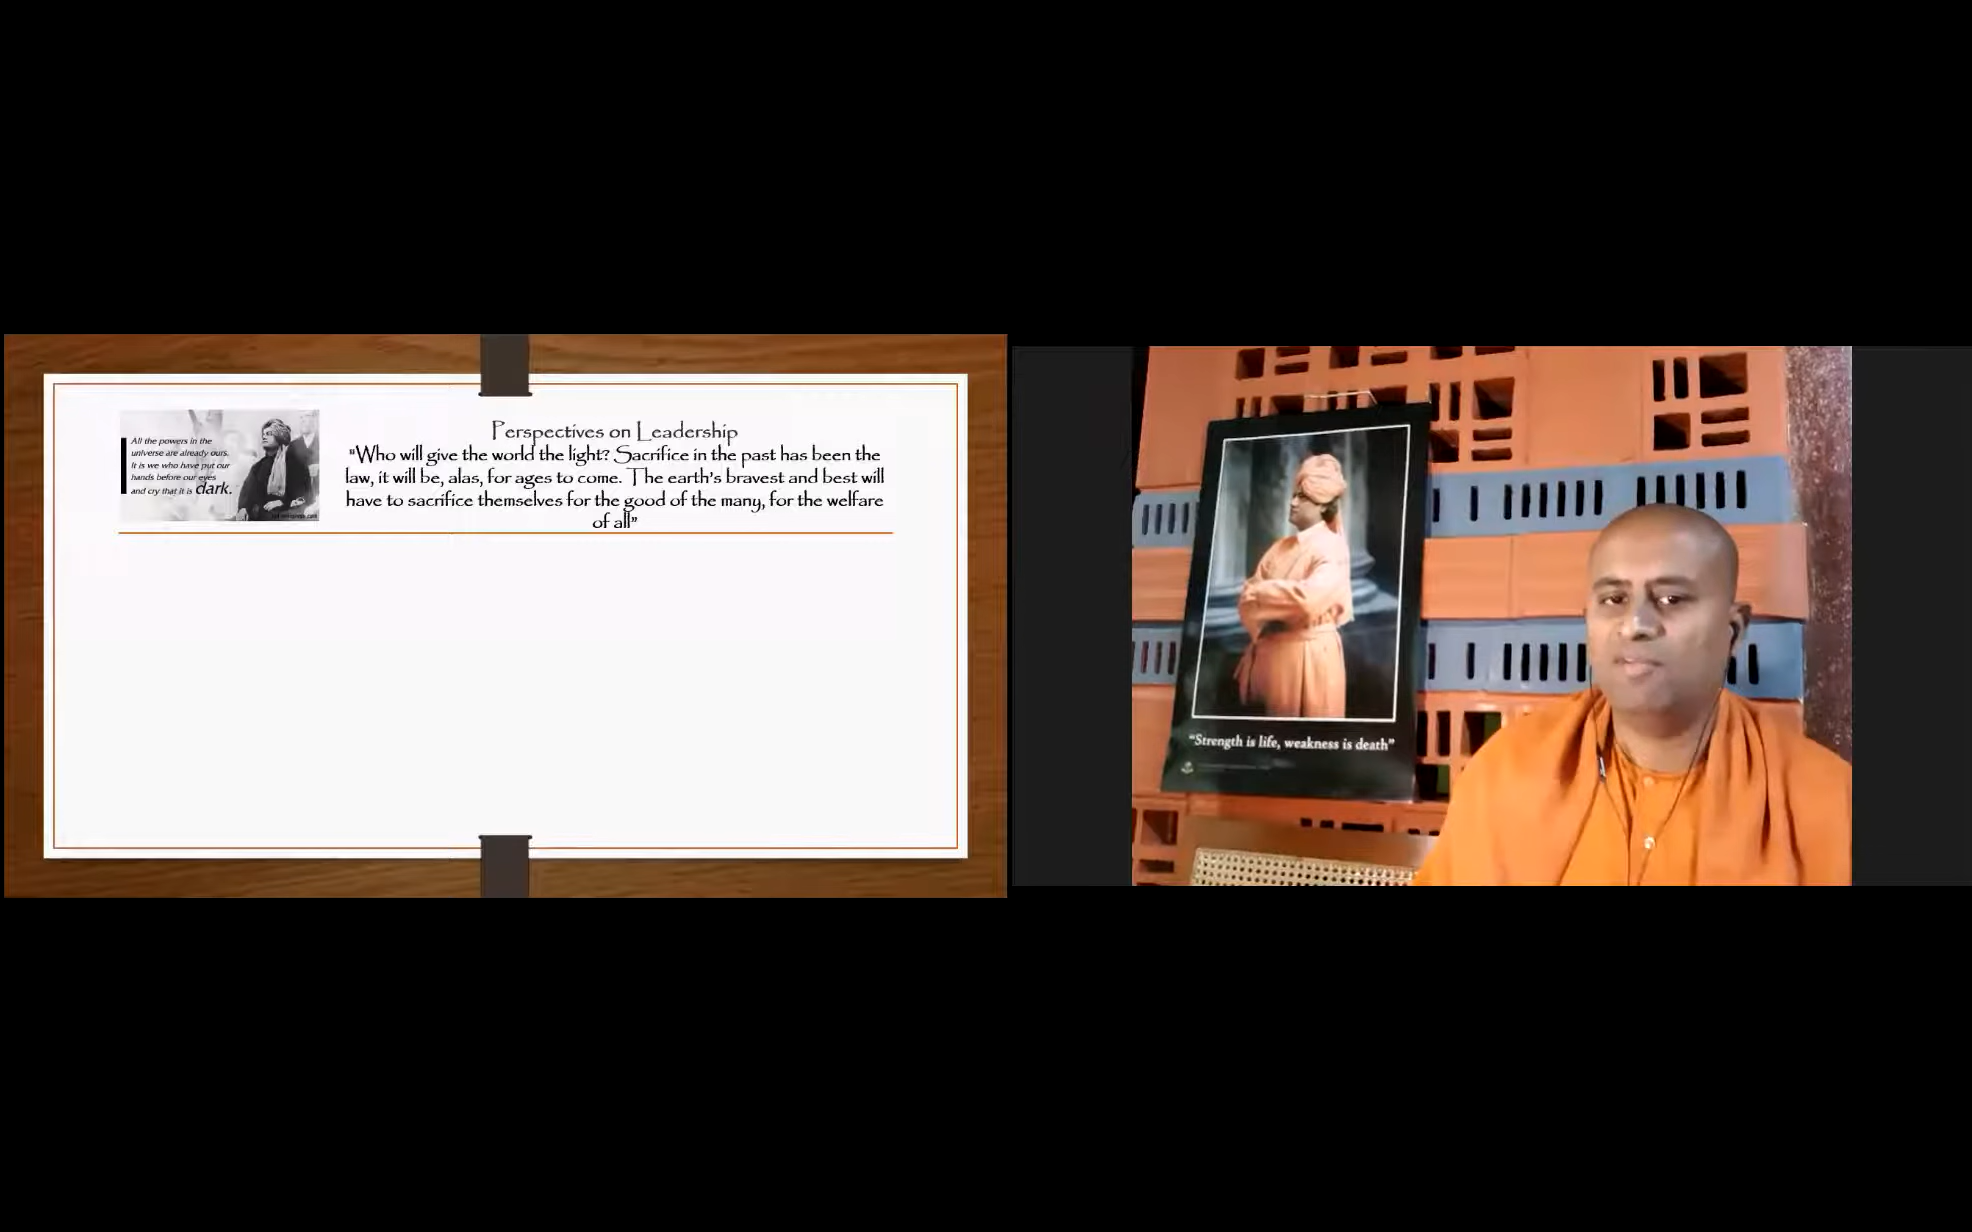 All the powers in the
universe are already ours.
It is we who have put our
hands before our eyes
and cry that it is dark.
Perspectives on Leadership
"Who will give the world the light? Sacrifice in the past has been the
law, it will be, alas, for ages to come. The earth's bravest and best will
have to sacrifice themselves for the good of the many, for the welfare
of all"
"Strength is life, weakness is death"